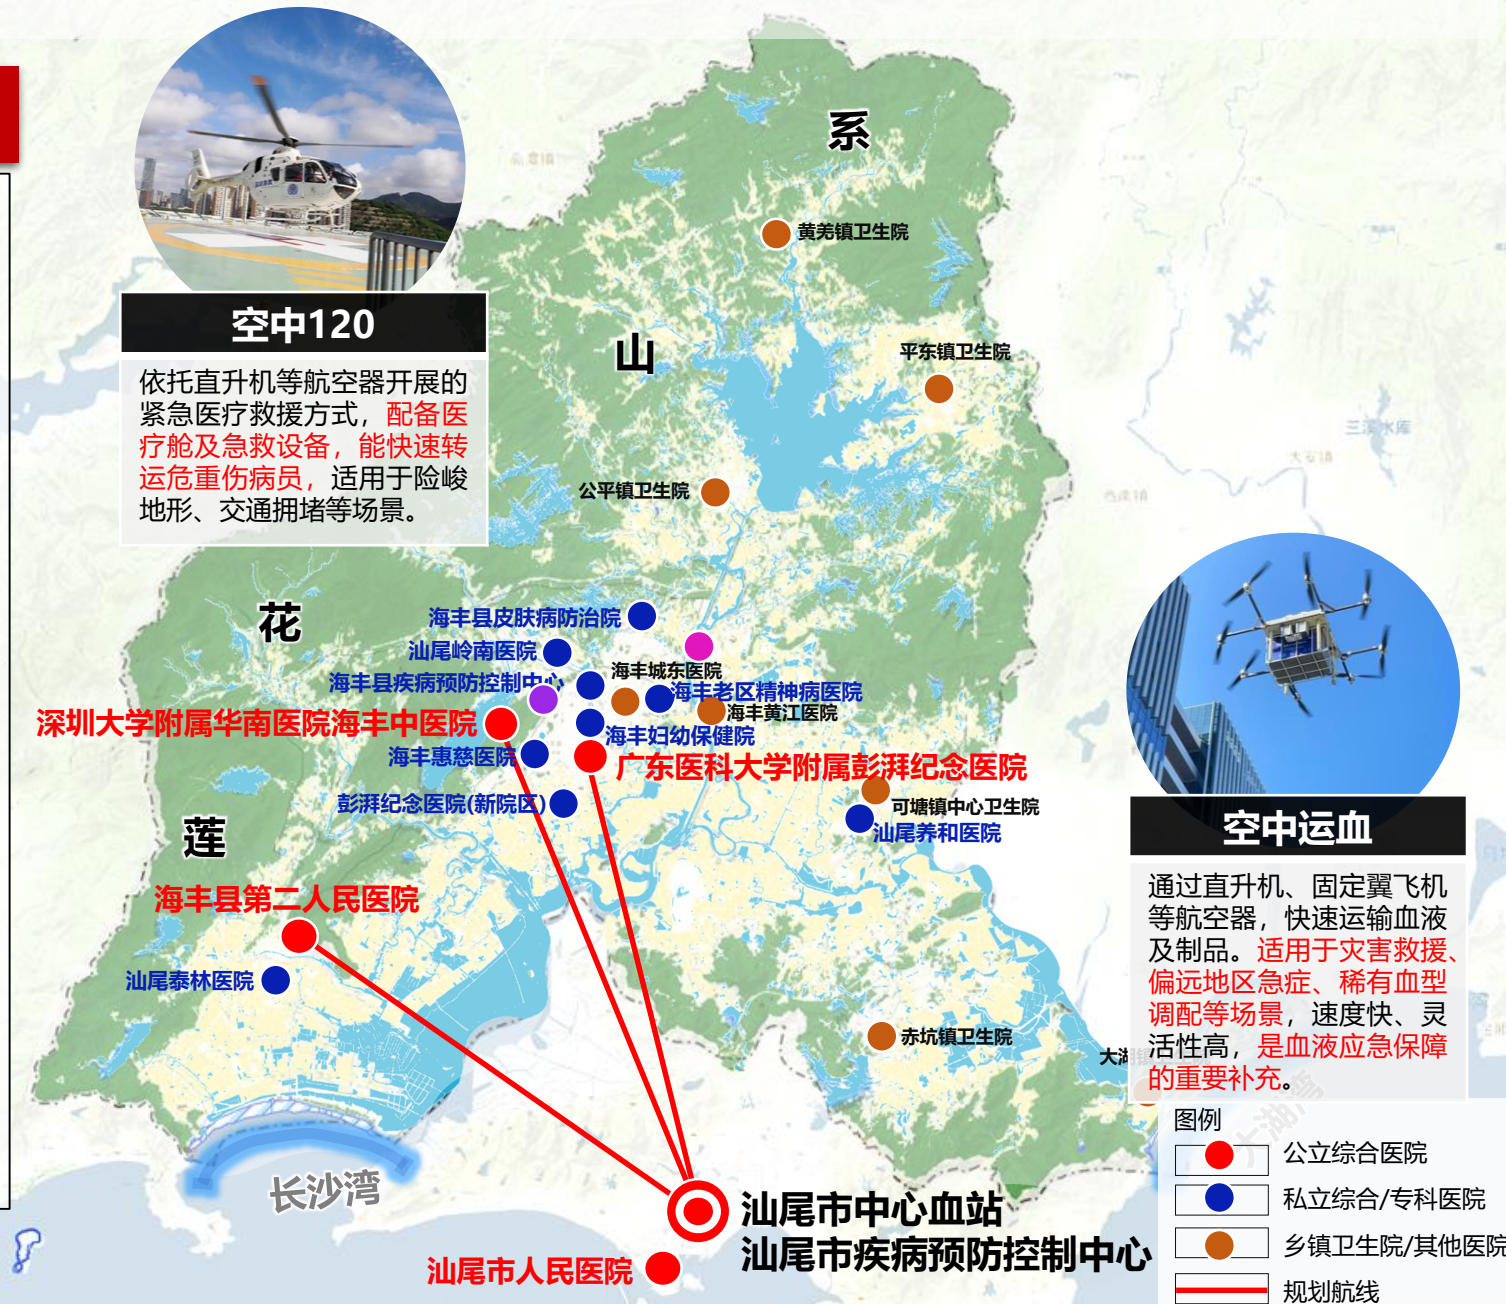 系
黄羌镇卫生院
空中120
山
平东镇卫生院
依托直升机等航空器开展的
紧急医疗救援方式，配备医
疗舱及急救设备，能快速转
运危重伤病员，适用于险峻
地形、交通拥堵等场景。
三溪水库
大安镇
西南镇
公平镇卫生院
花
海丰县皮肤病防治院
汕尾岭南医院
海丰城东医院
海丰县疾病预防控制中心
海丰老区精神病医院
海丰黄江医院
深圳大学附属华南医院海丰中医院
海丰妇幼保健院
海丰惠慈医院
广东医科大学附属彭湃纪念医院
彭湃纪念医院(新院区)
可塘镇中心卫生院
汕尾养和医院
莲
空中运血
通过直升机、固定翼飞机
等航空器，快速运输血液
及制品。适用于灾害救援、
偏远地区急症、稀有血型
调配等场景，速度快、灵
活性高，是血液应急保障
的重要补充。
海丰县第二人民医院
汕尾泰林医院
赤坑镇卫生院
大湖镇
大湖湾
长沙湾
汕尾市中心血站
汕尾市疾病预防控制中心
汕尾市人民医院
图例
公立综合医院
私立综合/专科医院
乡镇卫生院/其他医院
规划航线